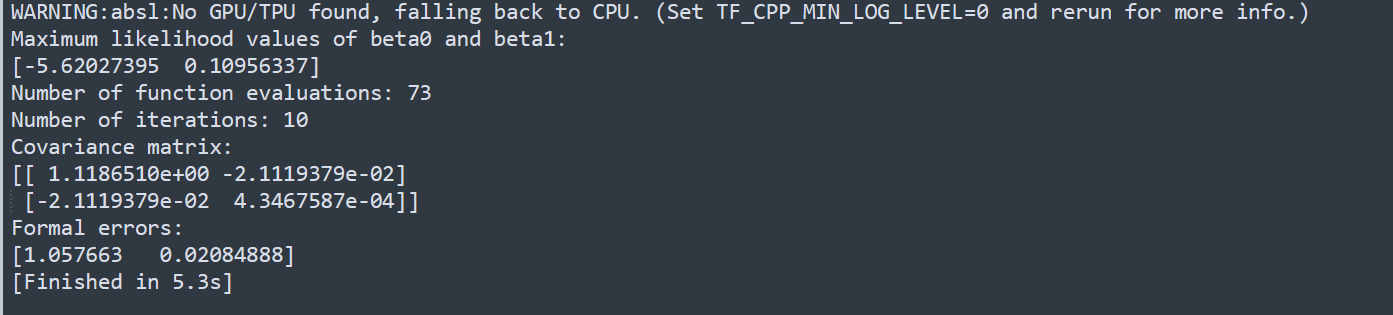 WARNING:absl:No GPU/TPU found, falling back to CPU. (Set TF_CPP_MIN_LOG_LEVEL=0 and rerun for more info.)
Maximum likelihood values of beta0 and beta1:
[-5.62027395  0.10956337]
Number of function evaluations: 73
Number of iterations: 10
Covariance matrix:
[[ 1.1186510e+00 -2.1119379e-02]
 [-2.1119379e-02  4.3467587e-04]]
Formal errors:
[1.057663   0.02084888]
[Finished in 5.3s]